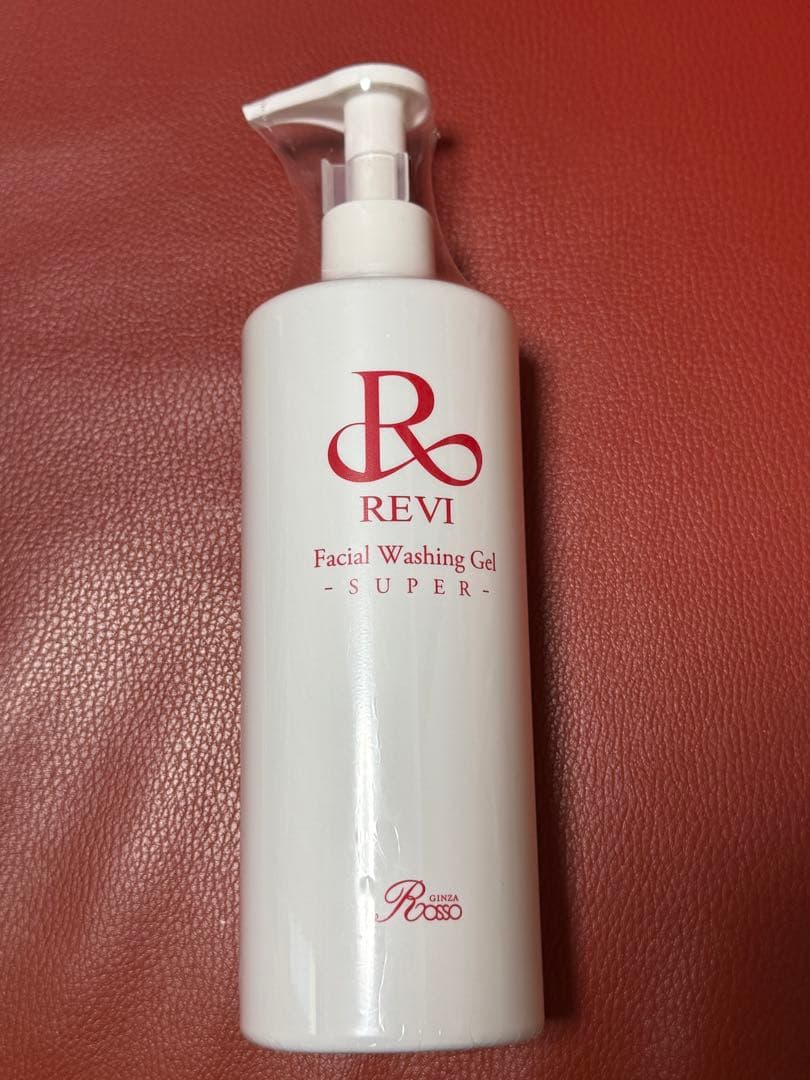 R
REVI
Facial Washing Gel
- SUPER -
GINZA
Rosso